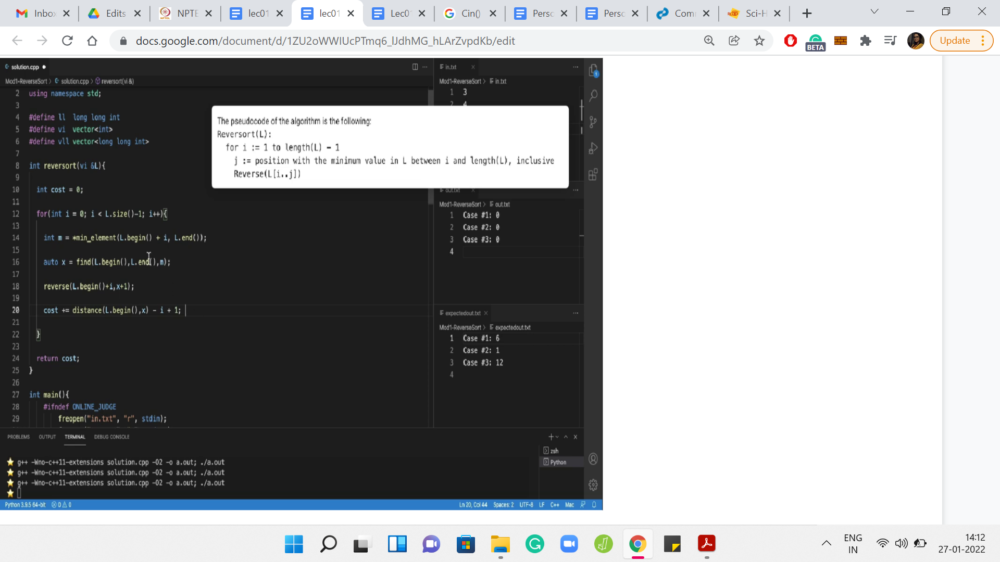 Inbox
Edits
NPTE
lec01
lec01
Lec01
Cin()
Perso
Perso
Com
Sci-H
docs.google.com/document/d/1ZU2oWWIUcPTmq6_lJdhMG_hLArZvpdKb/edit
BETA
Update
solution.cpp
Mod1-ReverseSort > solution.cpp > reversort(vi &)
2 using namespace std;
3
4 #define ll long long int
5 #define vi vector<int>
6 #define vll vector<long long int>
7
8 int reversort(vi &L){
9
10 int cost = 0;
11
12 for(int i = 0; i < L.size()-1; i++){
13
14 int m = *min_element(L.begin() + i, L.end());
15
16 auto x = find(L.begin(),L.end(),m);
17
18 reverse(L.begin()+i,x+1);
19
20 cost += distance(L.begin(),x) - i + 1;
21
22 }
23
24 return cost;
25 }
26
27 int main(){
28 #ifndef ONLINE_JUDGE
29 freopen("in.txt", "r", stdin);
The pseudocode of the algorithm is the following:
Reversort(L):
for i := 1 to length(L) - 1
j := position with the minimum value in L between i and length(L), inclusive
Reverse(L[i..j])
in.txt
Mod1-ReverseSort > in.txt
1 3
2 4
out.txt
Mod1-ReverseSort > out.txt
1 Case #1: 0
2 Case #2: 0
3 Case #3: 0
4
expectedout.txt
Mod1-ReverseSort > expectedout.txt
1 Case #1: 6
2 Case #2: 1
3 Case #3: 12
4
1
PROBLEMS OUTPUT TERMINAL DEBUG CONSOLE
zsh
Python
g++ -Wno-c++11-extensions solution.cpp -O2 -o a.out; ./a.out
g++ -Wno-c++11-extensions solution.cpp -O2 -o a.out; ./a.out
g++ -Wno-c++11-extensions solution.cpp -O2 -o a.out; ./a.out
Python 3.9.5 64-bit 0 0
Ln 20, Col 44 Spaces: 2 UTF-8 LF C++ Mac
ENG
IN
14:12
27-01-2022